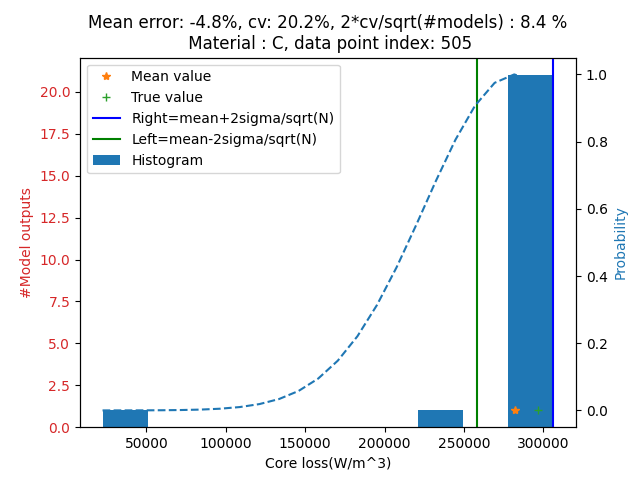 Mean error: -4.8%, cv: 20.2%, 2*cv/sqrt(#models) : 8.4 %
Material : C, data point index: 505
Mean value
True value
Right=mean+2sigma/sqrt(N)
Left=mean-2sigma/sqrt(N)
Histogram
#Model outputs
20.0
17.5
15.0
12.5
10.0
7.5
5.0
2.5
0.0
1.0
0.8
0.6
0.4
0.2
0.0
Probability
50000 100000 150000 200000 250000 300000
Core loss(W/m^3)